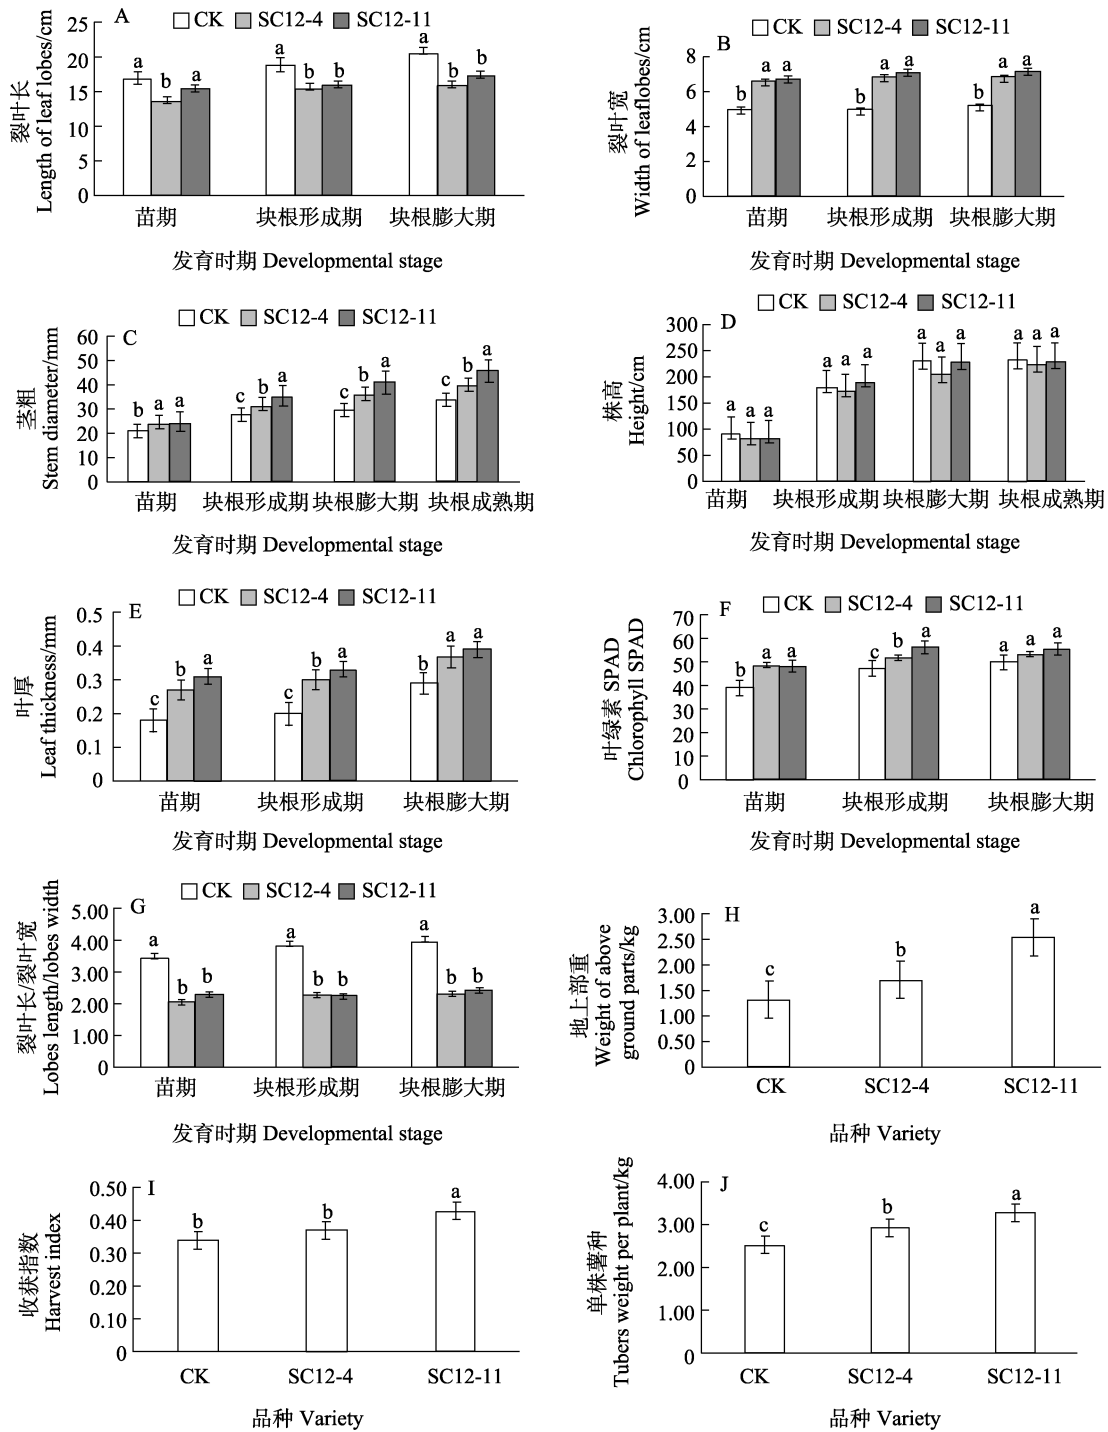 A
CK SC12-4 SC12-11
裂叶长
Length of leaf lobes/cm
25
20
15
10
5
0
a b a
a b b
a b b
苗期 块根形成期 块根膨大期
发育时期 Developmental stage
B
CK SC12-4 SC12-11
裂叶宽
Width of leaflobes/cm
8
6
4
2
0
b a a
b a a
b a a
苗期 块根形成期 块根膨大期
发育时期 Developmental stage
C
CK SC12-4 SC12-11
茎粗
Stem diameter/mm
60
50
40
30
20
10
0
b a a
c b a
c b a
c b a
苗期 块根形成期 块根膨大期 块根成熟期
发育时期 Developmental stage
D
CK SC12-4 SC12-11
株高
Height/cm
300
250
200
150
100
50
0
a a a
a a a
a a a
a a a
苗期 块根形成期 块根膨大期 块根成熟期
发育时期 Developmental stage
E
CK SC12-4 SC12-11
叶厚
Leaf thickness/mm
0.5
0.4
0.3
0.2
0.1
0
c b a
c b a
b a a
苗期 块根形成期 块根膨大期
发育时期 Developmental stage
F
CK SC12-4 SC12-11
叶绿素 SPAD
Chlorophyll SPAD
70
60
50
40
30
20
10
0
b a a
c b a
a a a
苗期 块根形成期 块根膨大期
发育时期 Developmental stage
G
CK SC12-4 SC12-11
裂叶长/裂叶宽
Lobes length/lobes width
5.00
4.00
3.00
2.00
1.00
0
a b b
a b b
a b b
苗期 块根形成期 块根膨大期
发育时期 Developmental stage
H
地上部重
Weight of above
ground parts/kg
3.00
2.50
2.00
1.50
1.00
0.50
0
c b a
CK SC12-4 SC12-11
品种 Variety
I
收获指数
Harvest index
0.50
0.40
0.30
0.20
0.10
0
b b a
CK SC12-4 SC12-11
品种 Variety
J
单株薯种
Tubers weight per plant/kg
4.00
3.00
2.00
1.00
0
c b a
CK SC12-4 SC12-11
品种 Variety